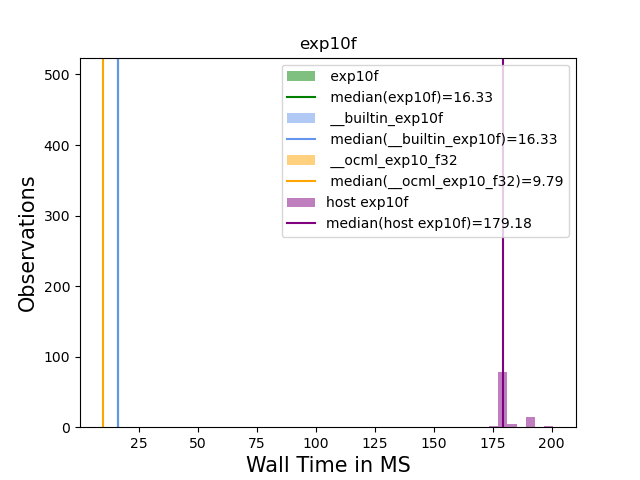 exp10f
500
400
300
200
100
0
Observations
exp10f
median(exp10f)=16.33
__builtin_exp10f
median(__builtin_exp10f)=16.33
__ocml_exp10_f32
median(__ocml_exp10_f32)=9.79
host exp10f
median(host exp10f)=179.18
25 50 75 100 125 150 175 200
Wall Time in MS